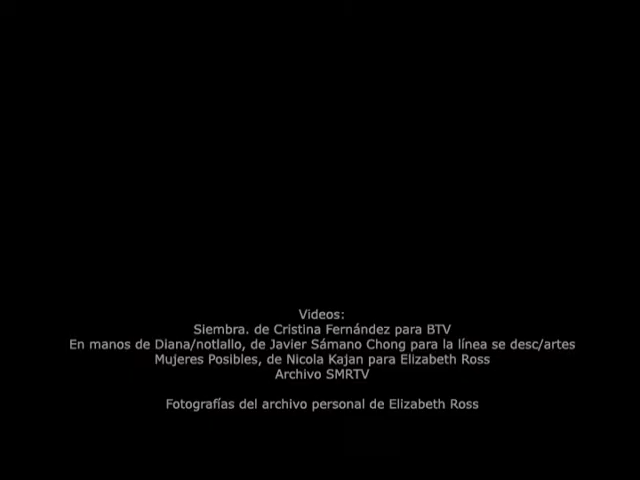 Videos:
Siembra. de Cristina Fernández para BTV
En manos de Diana/notlallo, de Javier Sámano Chong para la línea se desc/artes
Mujeres Posibles, de Nicola Kajan para Elizabeth Ross
Archivo SMRTV
Fotografías del archivo personal de Elizabeth Ross